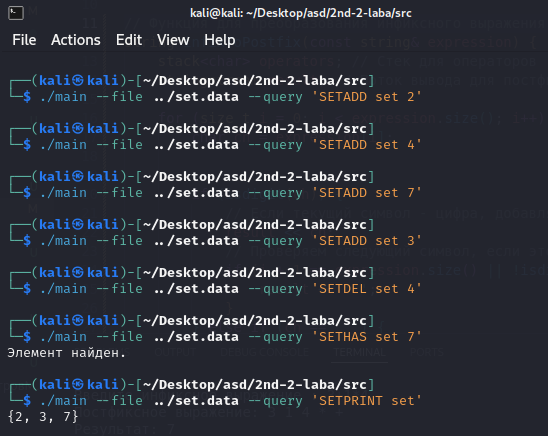 kali@kali: ~/Desktop/asd/2nd-2-laba/src
File Actions Edit View Help
┌──(kali㉿kali)-[~/Desktop/asd/2nd-2-laba/src]
└─$ ./main --file ../set.data --query 'SETADD set 2'
┌──(kali㉿kali)-[~/Desktop/asd/2nd-2-laba/src]
└─$ ./main --file ../set.data --query 'SETADD set 4'
┌──(kali㉿kali)-[~/Desktop/asd/2nd-2-laba/src]
└─$ ./main --file ../set.data --query 'SETADD set 7'
┌──(kali㉿kali)-[~/Desktop/asd/2nd-2-laba/src]
└─$ ./main --file ../set.data --query 'SETADD set 3'
┌──(kali㉿kali)-[~/Desktop/asd/2nd-2-laba/src]
└─$ ./main --file ../set.data --query 'SETDEL set 4'
┌──(kali㉿kali)-[~/Desktop/asd/2nd-2-laba/src]
└─$ ./main --file ../set.data --query 'SETHAS set 7'
Элемент найден.
┌──(kali㉿kali)-[~/Desktop/asd/2nd-2-laba/src]
└─$ ./main --file ../set.data --query 'SETPRINT set'
{2, 3, 7}